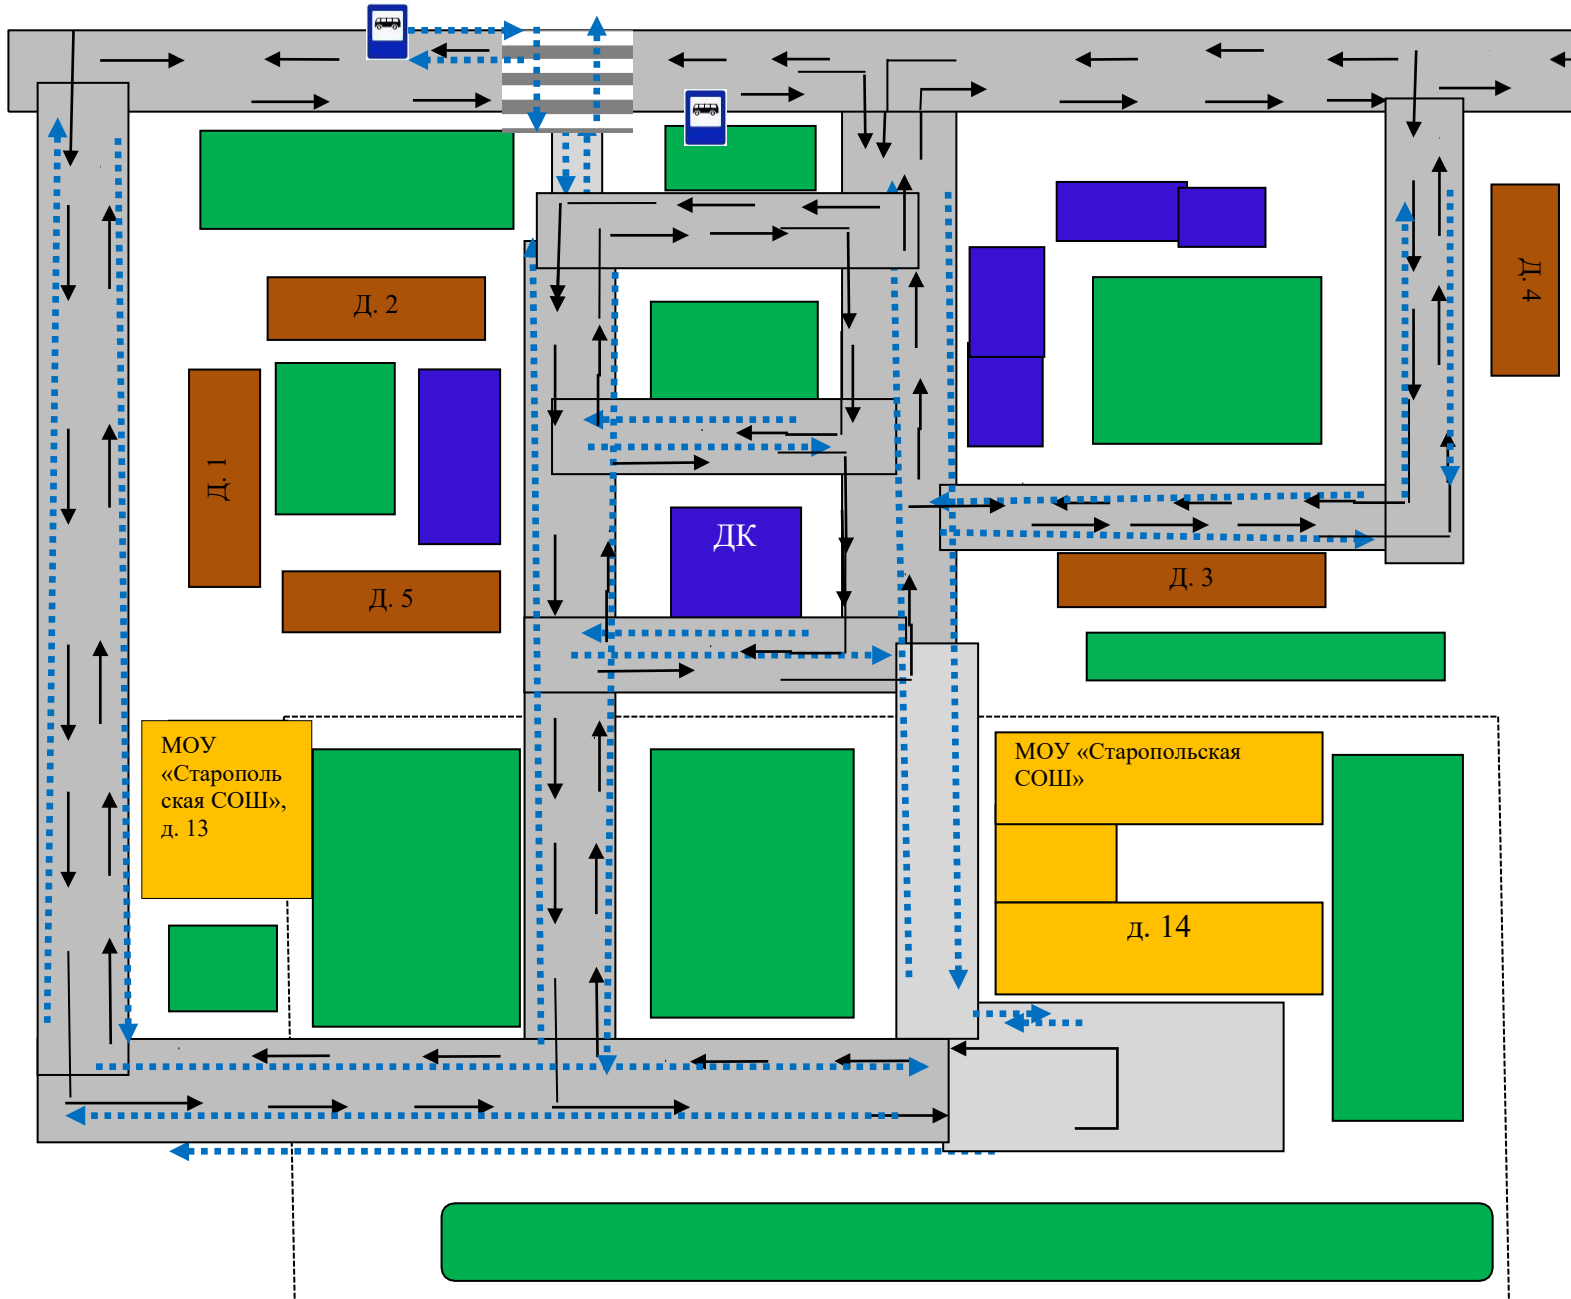 Д. 4
Д. 2
Д. 1
ДК
Д. 3
Д. 5
МОУ
«Старополь
ская СОШ»,
д. 13
МОУ «Старопольская
СОШ»
д. 14